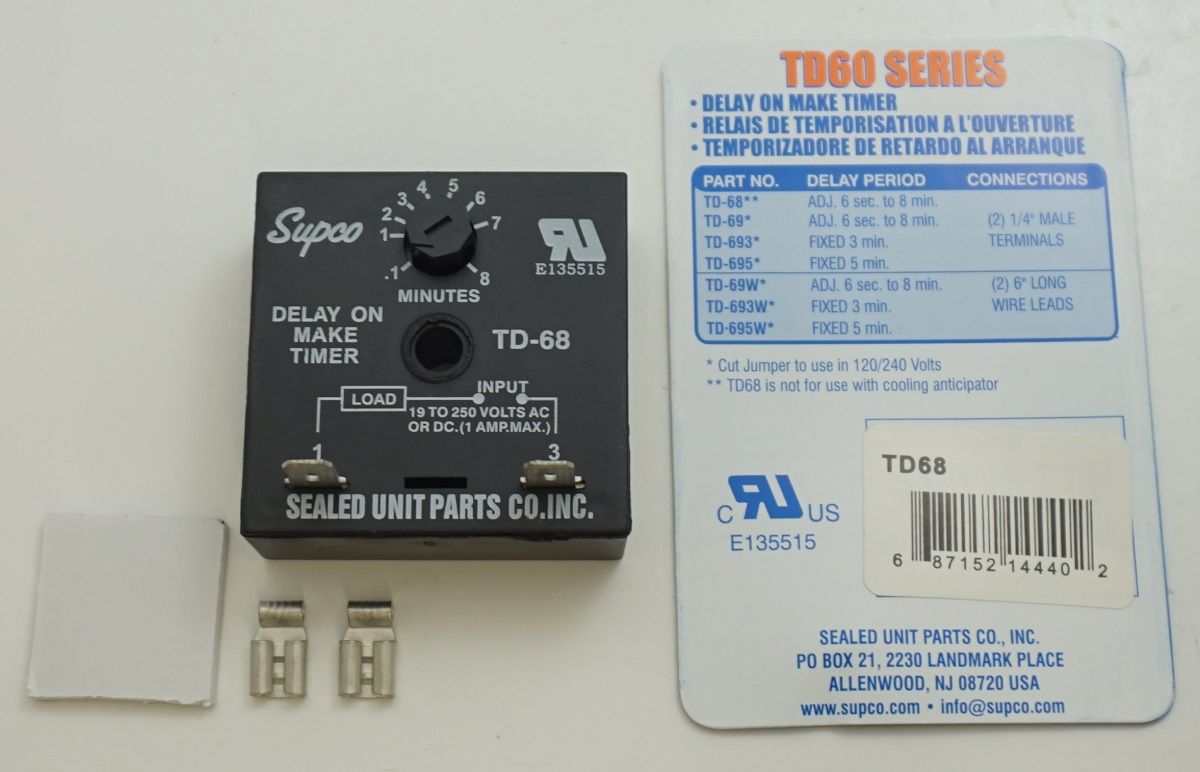 Supco
1 2 3 4 5 6 7
.1 8
MINUTES
E135515
DELAY ON
MAKE
TIMER
TD-68
LOAD
INPUT
19 TO 250 VOLTS AC
OR DC.(1 AMP.MAX.)
1 3
SEALED UNIT PARTS CO.INC.
TD60 SERIES
• DELAY ON MAKE TIMER
• RELAIS DE TEMPORISATION A L'OUVERTURE
• TEMPORIZADOR DE RETARDO AL ARRANQUE
PART NO. DELAY PERIOD CONNECTIONS
TD-68** ADJ. 6 sec. to 8 min.
TD-69* ADJ. 6 sec. to 8 min. (2) 1/4" MALE
TD-693* FIXED 3 min. TERMINALS
TD-695* FIXED 5 min.
TD-69W* ADJ. 6 sec. to 8 min. (2) 6" LONG
TD-693W* FIXED 3 min. WIRE LEADS
TD-695W* FIXED 5 min.
* Cut Jumper to use in 120/240 Volts
** TD68 is not for use with cooling anticipator
C RU US
E135515
TD68
6 87152 14440 2
SEALED UNIT PARTS CO., INC.
PO BOX 21, 2230 LANDMARK PLACE
ALLENWOOD, NJ 08720 USA
www.supco.com • info@supco.com